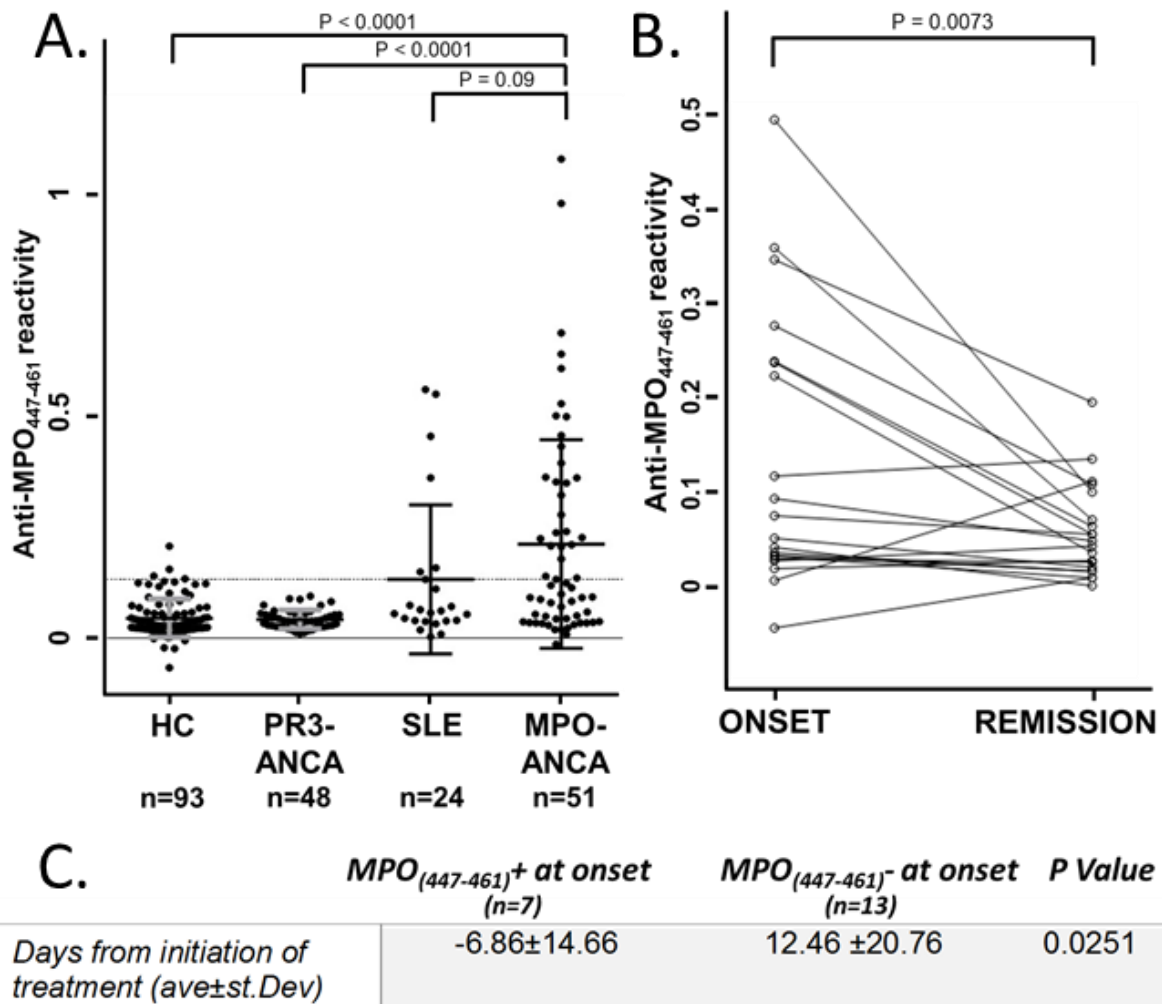 A.
P < 0.0001
P < 0.0001
P = 0.09
Anti-MPO447-461 reactivity
1
0.5
0
HC
PR3-
ANCA
SLE
MPO-
ANCA
n=93
n=48
n=24
n=51
B.
P = 0.0073
Anti-MPO447-461 reactivity
0.5
0.4
0.3
0.2
0.1
0
ONSET
REMISSION
C.
MPO(447-461)+ at onset
(n=7)
MPO(447-461)- at onset
(n=13)
P Value
Days from initiation of
treatment (ave±st.Dev)
-6.86±14.66
12.46 ±20.76
0.0251